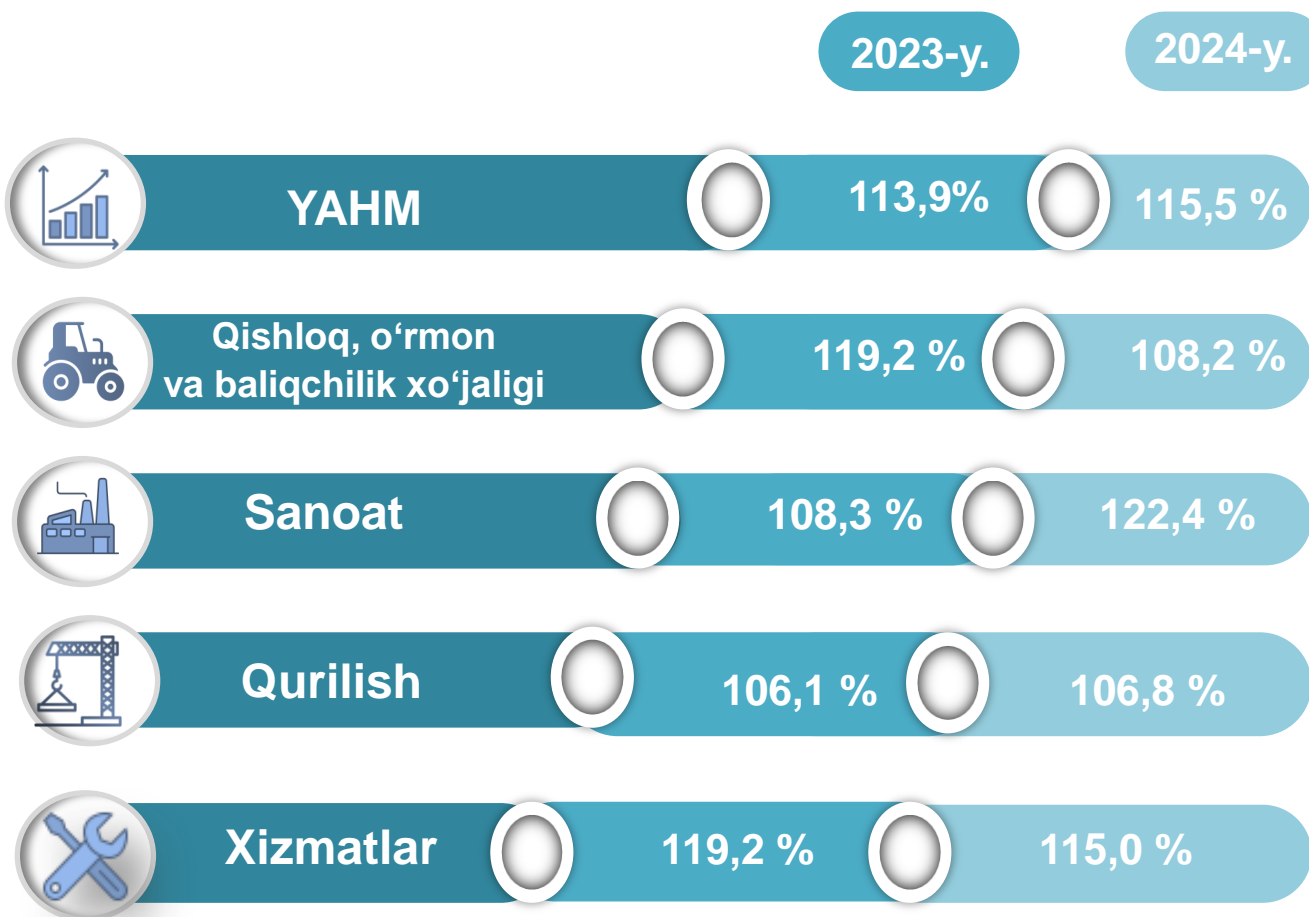 2023-y. 2024-y.
YAHM 113,9% 115,5 %
Qishloq, o‘rmon
va baliqchilik xo‘jaligi 119,2 % 108,2 %
Sanoat 108,3 % 122,4 %
Qurilish 106,1 % 106,8 %
Xizmatlar 119,2 % 115,0 %